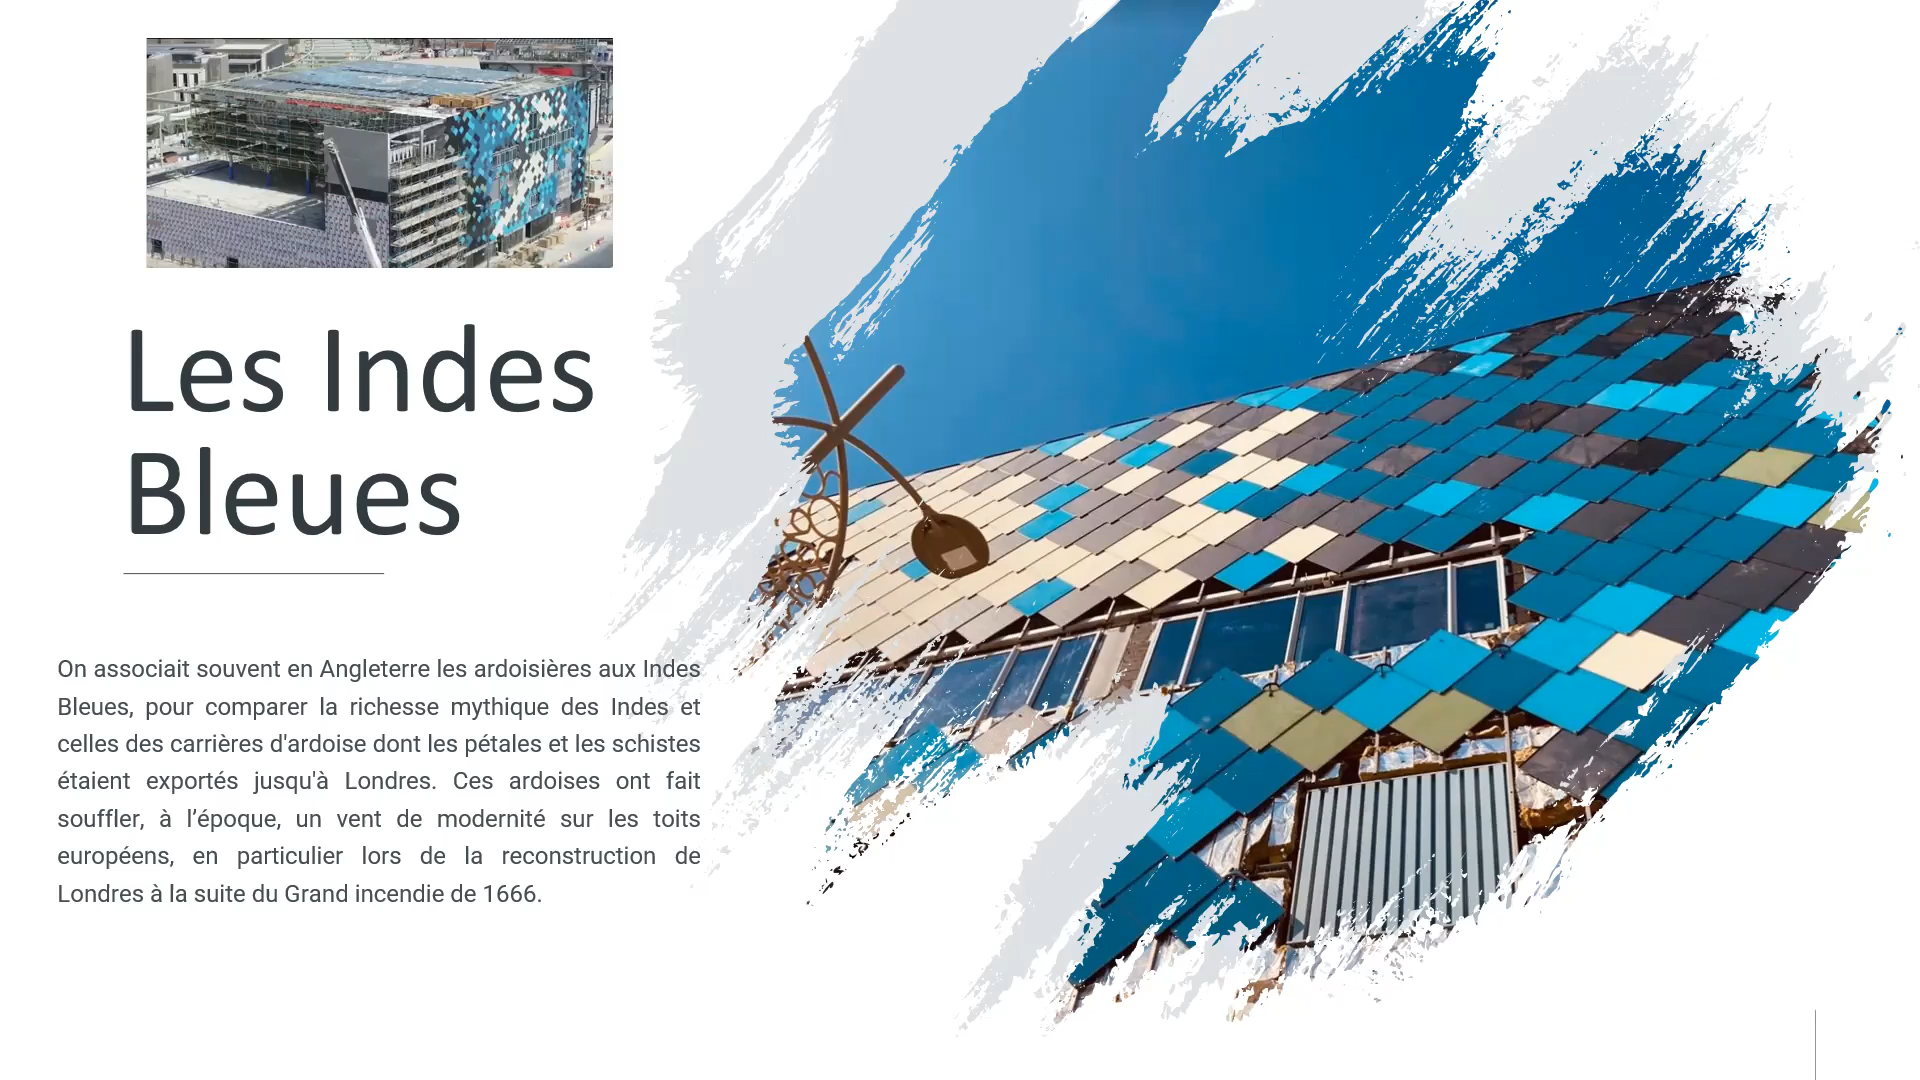 Les Indes
Bleues
On associait souvent en Angleterre les ardoisières aux Indes
Bleues, pour comparer la richesse mythique des Indes et
celles des carrières d'ardoise dont les pétales et les schistes
étaient exportés jusqu'à Londres. Ces ardoises ont fait
souffler, à l’époque, un vent de modernité sur les toits
européens, en particulier lors de la reconstruction de
Londres à la suite du Grand incendie de 1666.